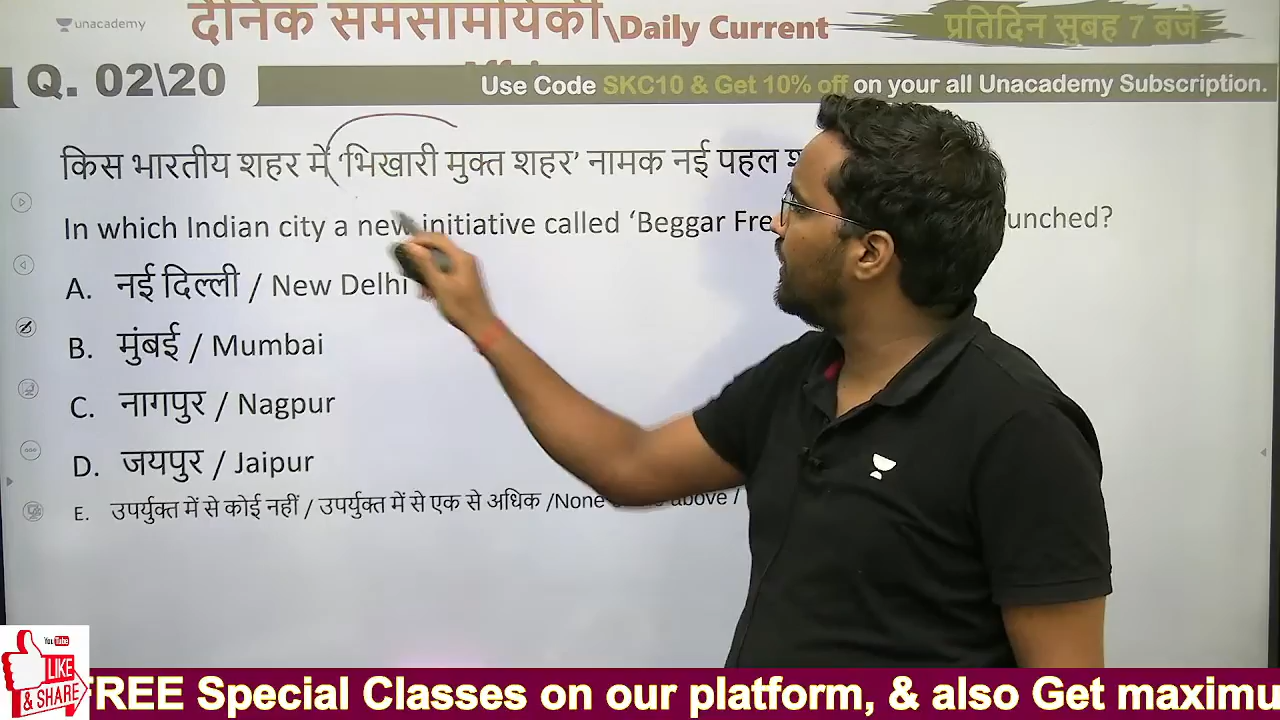 unacademy
दैनिक समसामयिकी\Daily Current
प्रतिदिन सुबह 7 बजे
Q. 02\20
Use Code SKC10 & Get 10% off on your all Unacademy Subscription.
किस भारतीय शहर में 'भिखारी मुक्त शहर' नामक नई पहल
In which Indian city a new initiative called 'Beggar
A. नई दिल्ली / New Delhi
B. मुंबई / Mumbai
C. नागपुर / Nagpur
D. जयपुर / Jaipur
E. उपर्युक्त में से कोई नहीं / उपर्युक्त में से एक से अधिक /None above /
You Tube
LIKE
& SHARE
FREE Special Classes on our platform, & also Get maximu